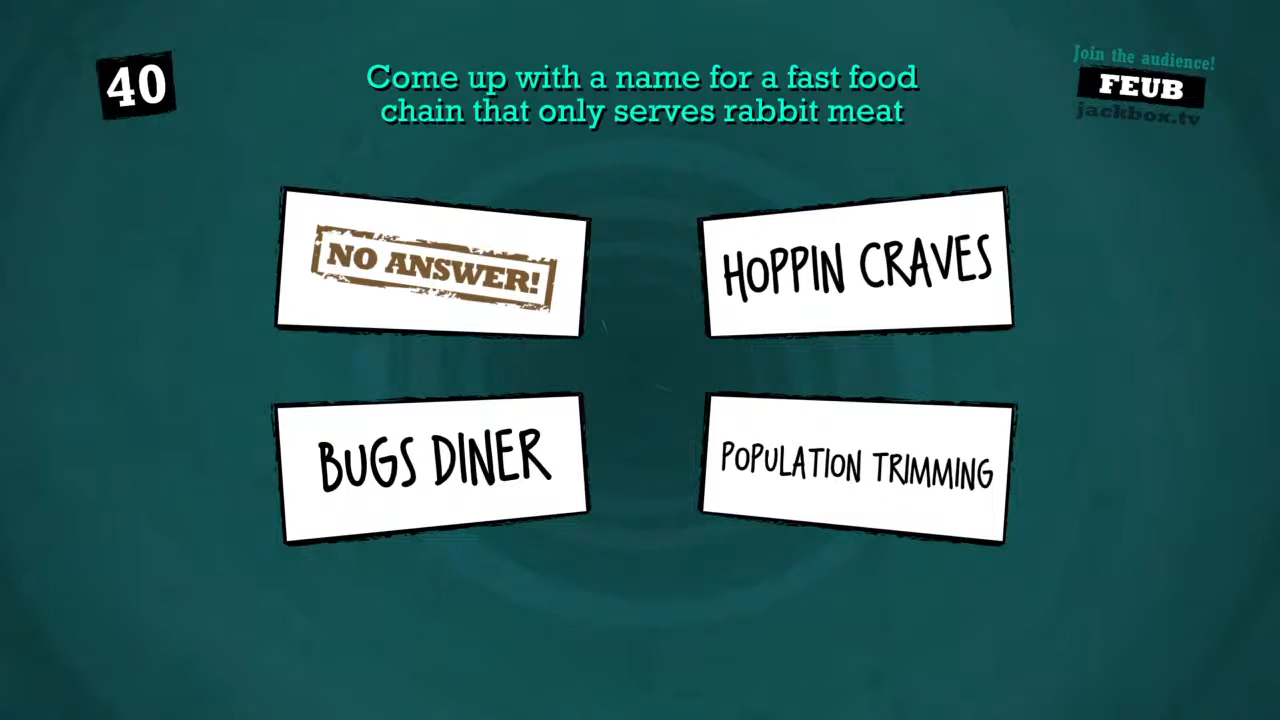 40
Come up with a name for a fast food
chain that only serves rabbit meat
Join the audience!
FEUB
jackbox.tv
NO ANSWER!
HOPPIN CRAVES
BUGS DINER
POPULATION TRIMMING